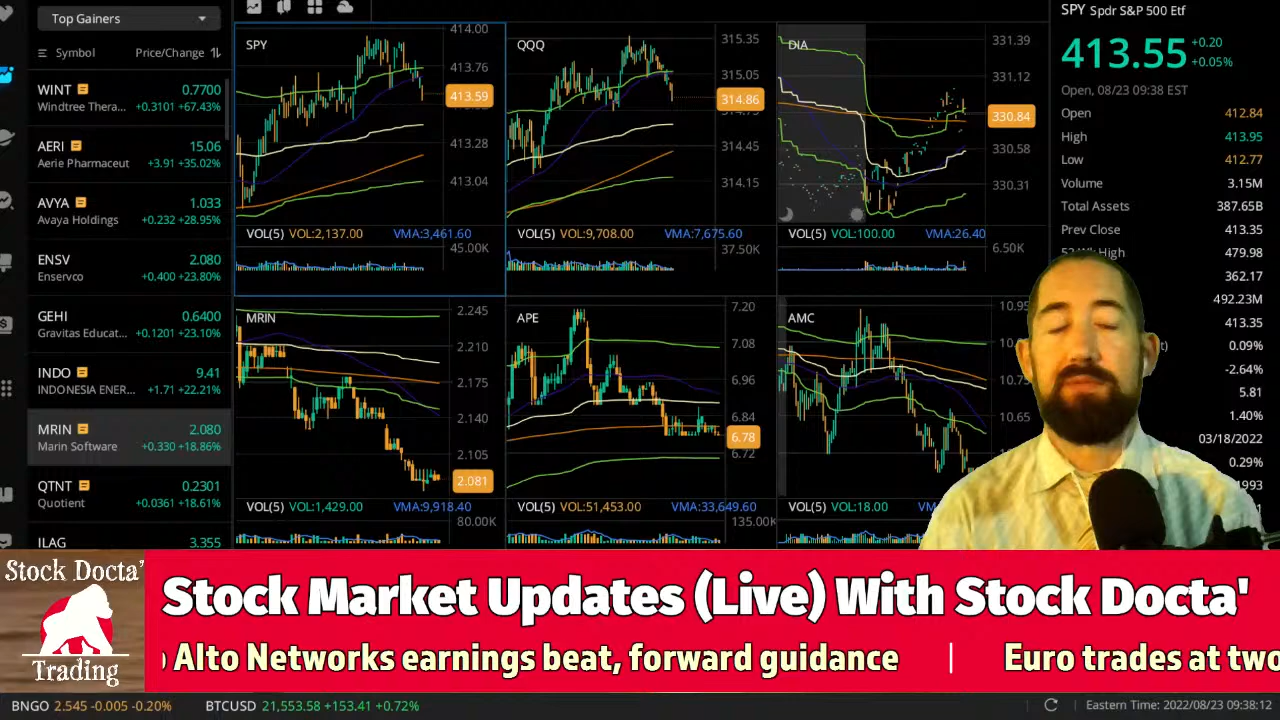 Top Gainers
Symbol Price/Change
WINT 0.7700
Windtree Thera... +0.3101 +67.43%
AERI 15.06
Aerie Pharmaceut +3.91 +35.02%
AVYA 1.033
Avaya Holdings +0.232 +28.95%
ENSV 2.080
Enservco +0.400 +23.80%
GEHI 0.6400
Gravitas Educat... +0.1201 +23.10%
INDO 9.41
INDONESIA ENER... +1.71 +22.21%
MRIN 2.080
Marin Software +0.330 +18.86%
QTNT 0.2301
Quotient +0.0361 +18.61%
ILAG 3.355
SPY
414.00
413.76
413.59
413.28
413.04
VOL(5) VOL:2,137.00 VMA:3,461.60
45.00K
QQQ
315.35
315.05
314.86
314.45
314.15
VOL(5) VOL:9,708.00 VMA:7,675.60
37.50K
DIA
331.39
331.12
330.84
330.58
330.31
VOL(5) VOL:100.00 VMA:26.40
6.50K
MRIN
2.245
2.210
2.175
2.140
2.105
2.081
VOL(5) VOL:1,429.00 VMA:9,918.40
80.00K
APE
7.20
7.08
6.96
6.84
6.78
6.72
VOL(5) VOL:51,453.00 VMA:33,649.60
135.00K
AMC
10.95
10.75
10.65
VOL(5) VOL:18.00
SPY Spdr S&P 500 Etf
413.55 +0.20
+0.05%
Open, 08/23 09:38 EST
Open 412.84
High 413.95
Low 412.77
Volume 3.15M
Total Assets 387.65B
Prev Close 413.35
High 479.98
362.17
492.23M
413.35
0.09%
-2.64%
5.81
1.40%
03/18/2022
0.29%
1993
Stock Docta'
Trading
Stock Market Updates (Live) With Stock Docta'
Alto Networks earnings beat, forward guidance | Euro trades at two
BNGO 2.545 -0.005 -0.20% BTCUSD 21,553.58 +153.41 +0.72% Eastern Time: 2022/08/23 09:38:12